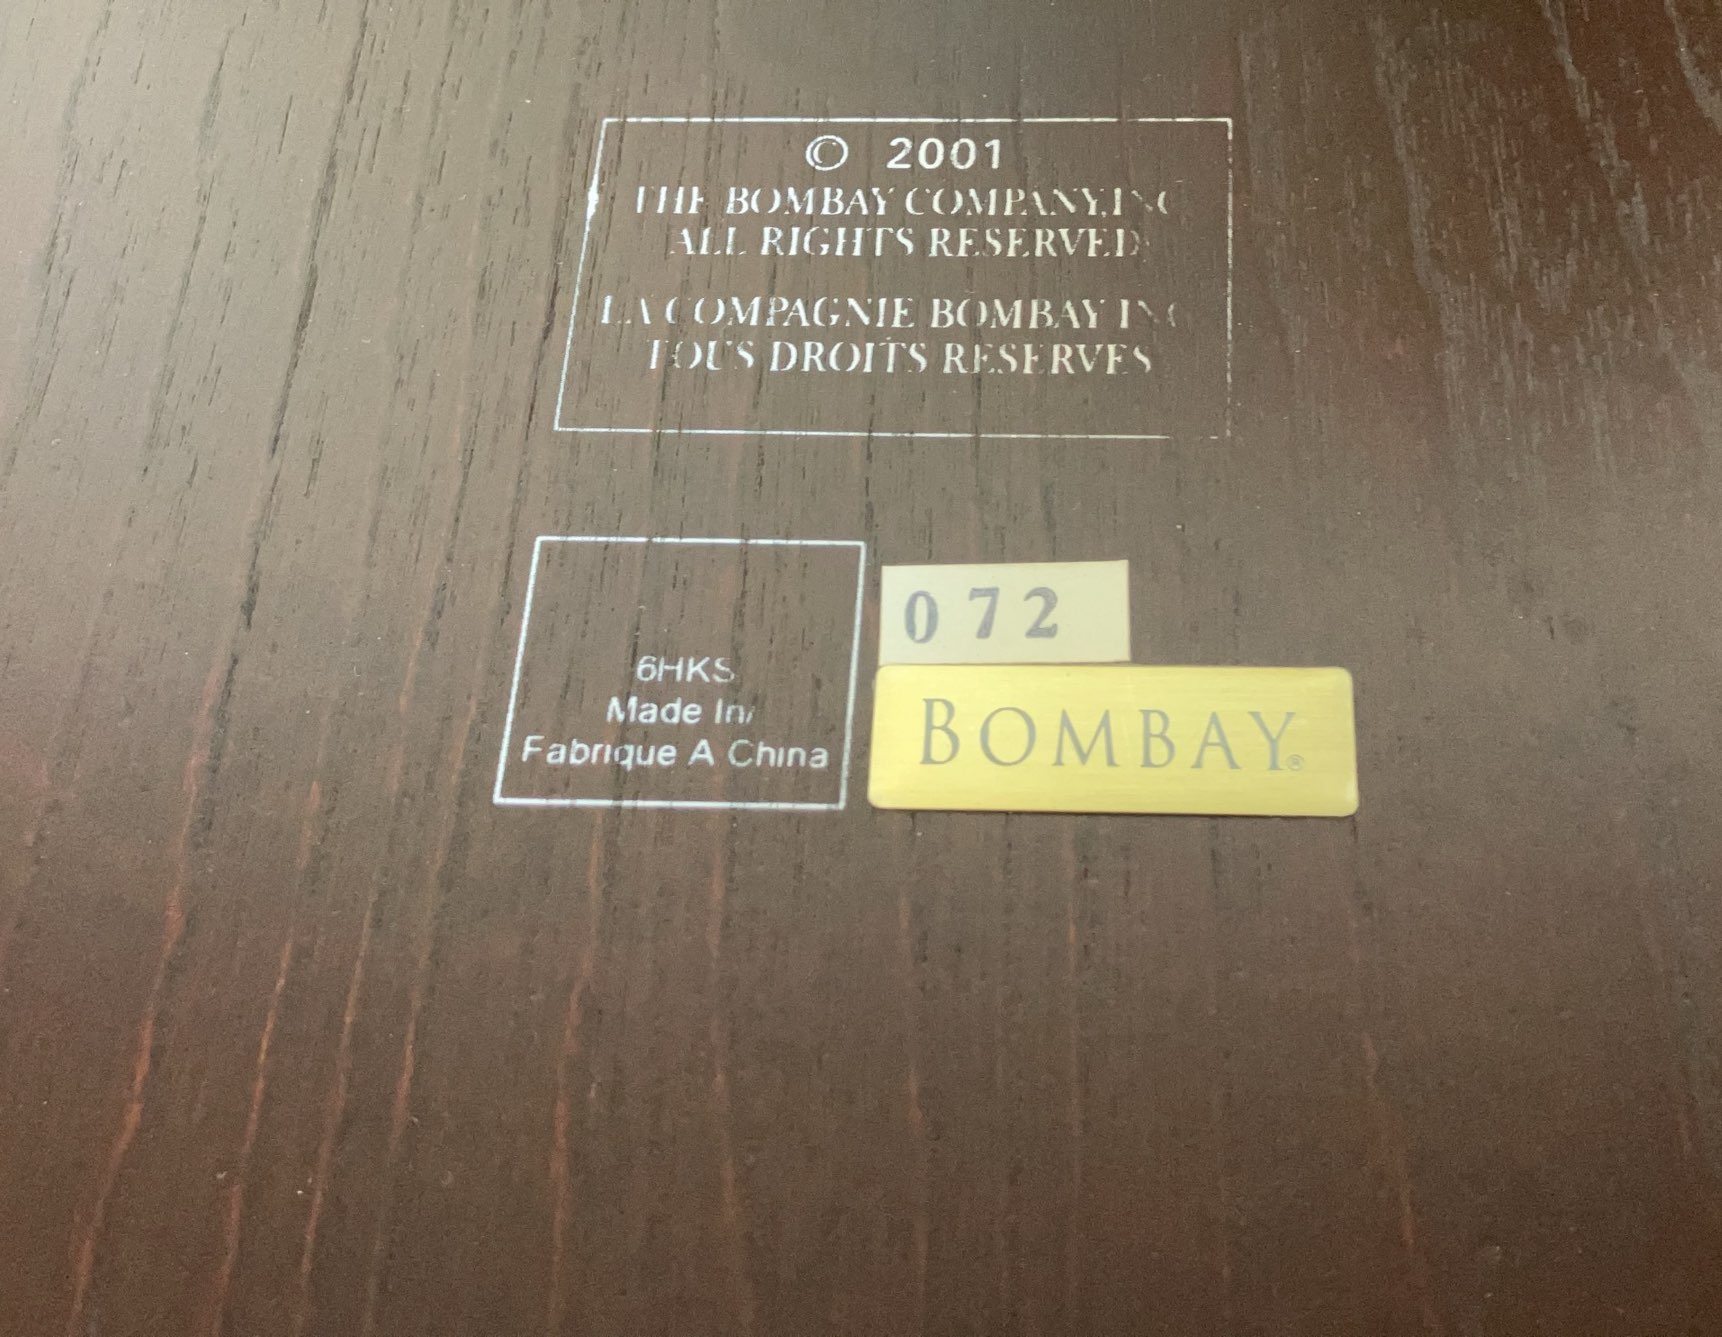 © 2001
THE BOMBAY COMPANY, INC
ALL RIGHTS RESERVED
LA COMPAGNIE BOMBAY INC
TOUS DROITS RESERVES
072
6HKS
Made In/
Fabrique A China
BOMBAY®